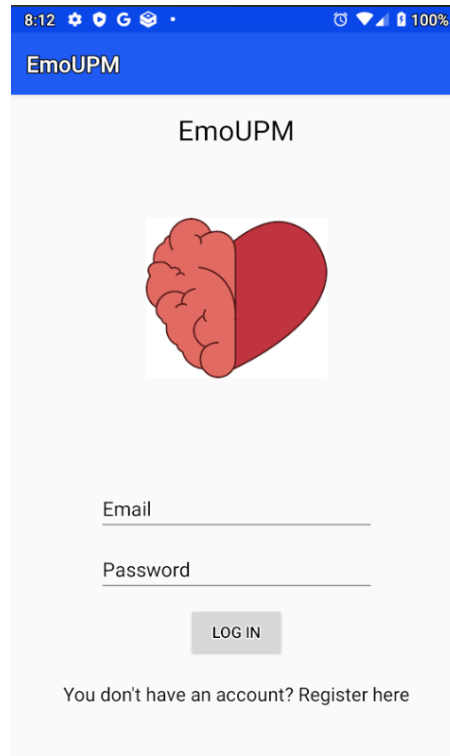 8:12 G 100%
EmoUPM
EmoUPM
Email
Password
LOG IN
You don't have an account? Register here